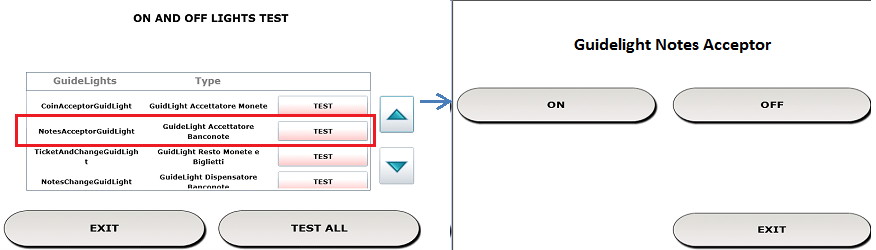 ON AND OFF LIGHTS TEST
GuideLights Type
CoinAcceptorGuidLight GuidLight Accettatore Monete TEST
NotesAcceptorGuidLight GuideLight Accettatore
Banconote TEST
TicketAndChangeGuidLigh
t GuidLight Resto Monete e
Biglietti TEST
NotesChangeGuidLight GuideLight Dispensatore
Banconote TEST
EXIT TEST ALL
Guidelight Notes Acceptor
ON OFF
EXIT